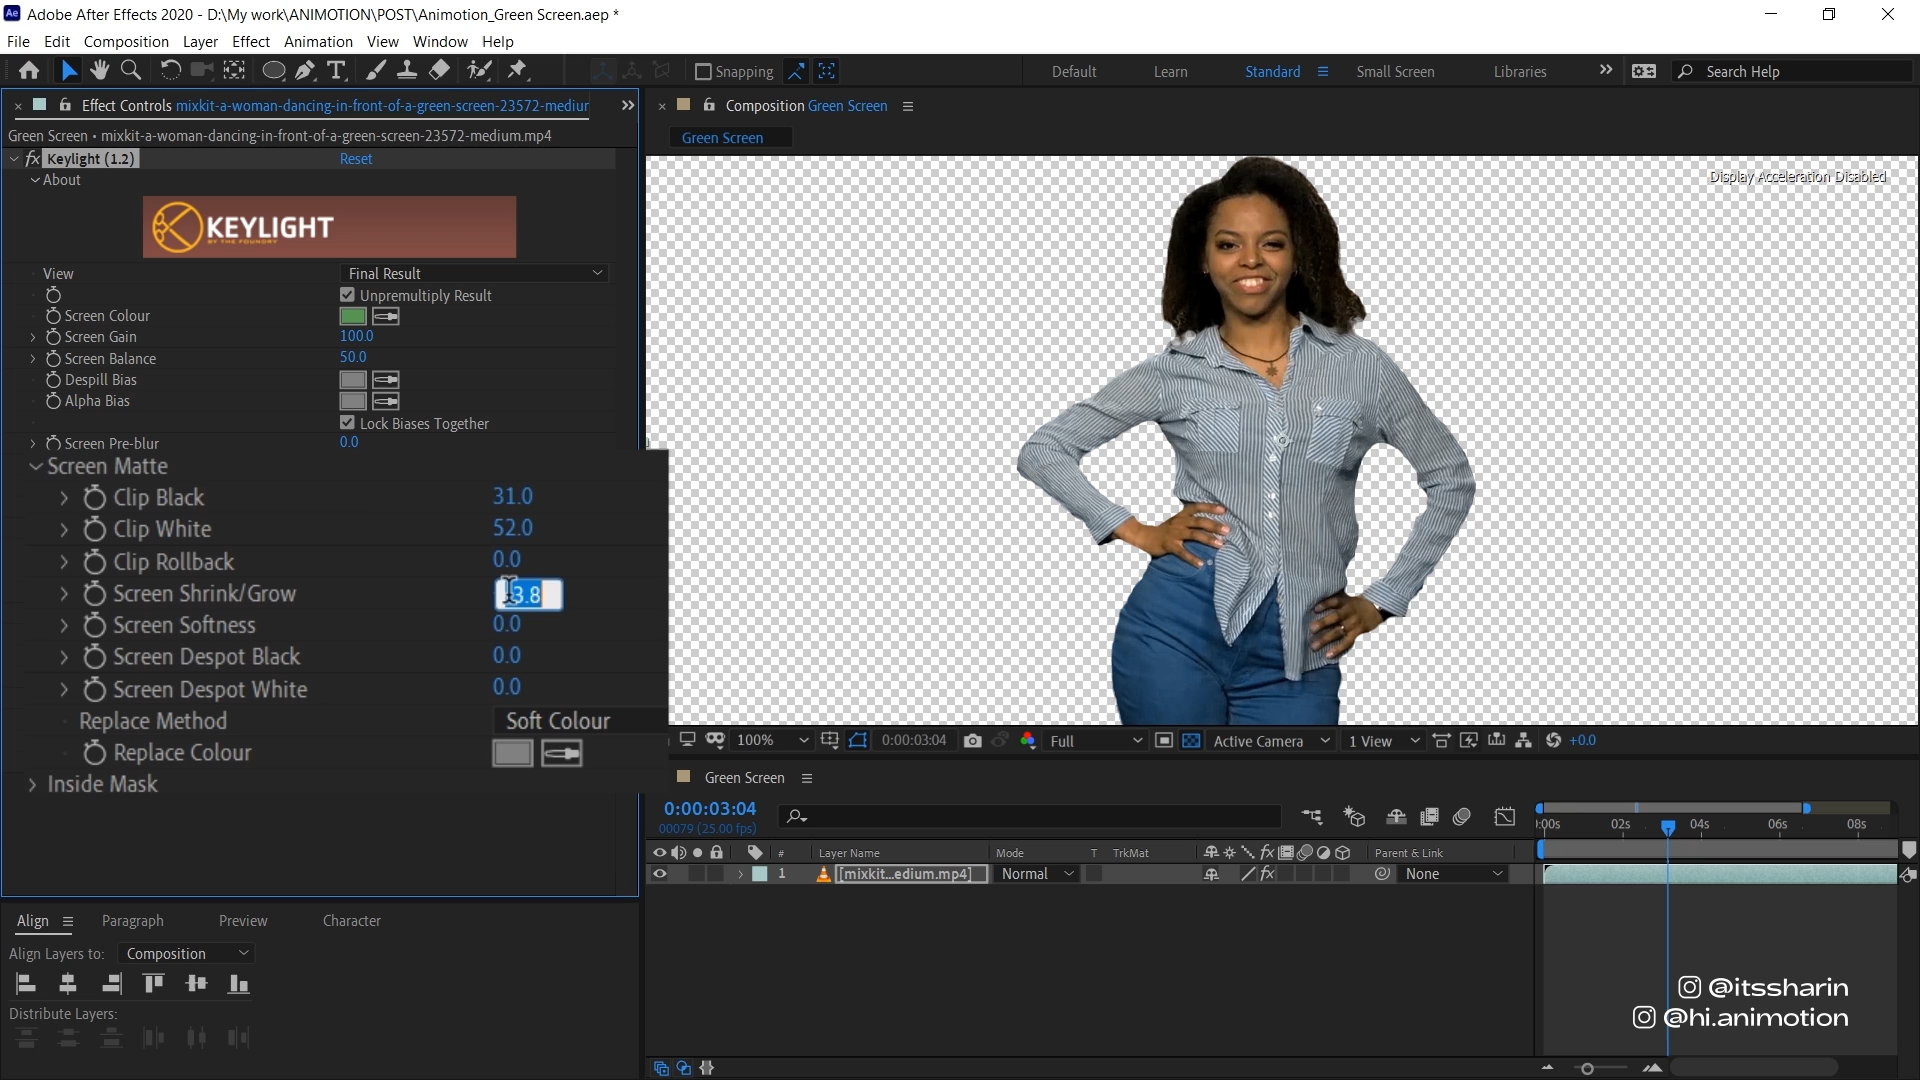 Ae Adobe After Effects 2020 - D:\My work\ANIMOTION\POST\Animotion_Green Screen.aep *
File Edit Composition Layer Effect Animation View Window Help
Snapping Default Learn Standard Small Screen Libraries Search Help
Effect Controls mixkit-a-woman-dancing-in-front-of-a-green-screen-23572-mediur
Composition Green Screen
Green Screen • mixkit-a-woman-dancing-in-front-of-a-green-screen-23572-medium.mp4
Green Screen
fx Keylight (1.2) Reset
About
Display Acceleration Disabled
KEYLIGHT
BY THE FOUNDRY
View Final Result
Unpremultiply Result
Screen Colour
Screen Gain 100.0
Screen Balance 50.0
Despill Bias
Alpha Bias
Lock Biases Together
Screen Pre-blur 0.0
Screen Matte
Clip Black 31.0
Clip White 52.0
Clip Rollback 0.0
Screen Shrink/Grow 3.8
Screen Softness 0.0
Screen Despot Black 0.0
Screen Despot White 0.0
Replace Method Soft Colour
Replace Colour
Inside Mask
100% 0:00:03:04 Full Active Camera 1 View +0.0
Green Screen
0:00:03:04
00079 (25.00 fps)
:00s 02s 04s 06s 08s
# Layer Name Mode T TrkMat fx Parent & Link
1 [mixkit...edium.mp4] Normal fx None
Align Paragraph Preview Character
Align Layers to: Composition
Distribute Layers:
@itssharin
@hi.animotion